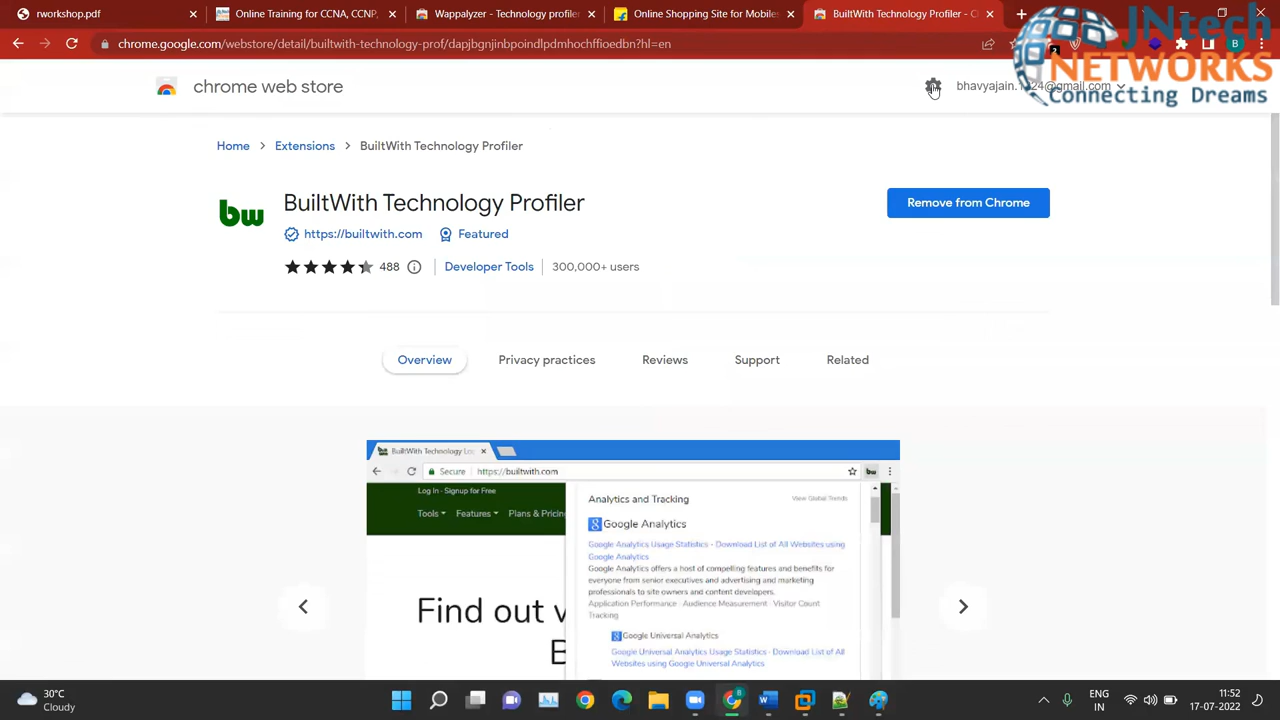 rworkshop.pdf
Online Training for CCNA, CCNP,
Wappalyzer - Technology profiler
Online Shopping Site for Mobiles
BuiltWith Technology Profiler - C
chrome.google.com/webstore/detail/builtwith-technology-prof/dapjbgnjinbpoindlpdmhochffioedbn?hl=en
B
JNtech
NETWORKS
Connecting Dreams
chrome web store
Home > Extensions > BuiltWith Technology Profiler
bw
BuiltWith Technology Profiler
Remove from Chrome
https://builtwith.com
Featured
488
Developer Tools
300,000+ users
Overview
Privacy practices
Reviews
Support
Related
BuiltWith Technology Loo
Secure
https://builtwith.com
bw
Log In · Signup for Free
Tools
Features
Plans & Pricin
Analytics and Tracking
View Global Trends
Google Analytics
Google Analytics Usage Statistics - Download List of All Websites using
Google Analytics
Google Analytics offers a host of compelling features and benefits for
everyone from senior executives and advertising and marketing
professionals to site owners and content developers.
Application Performance · Audience Measurement · Visitor Count
Tracking
Find out v
B
Google Universal Analytics
Google Universal Analytics Usage Statistics - Download List of All
Websites using Google Universal Analytics
30°C
Cloudy
ENG
IN
11:52
17-07-2022